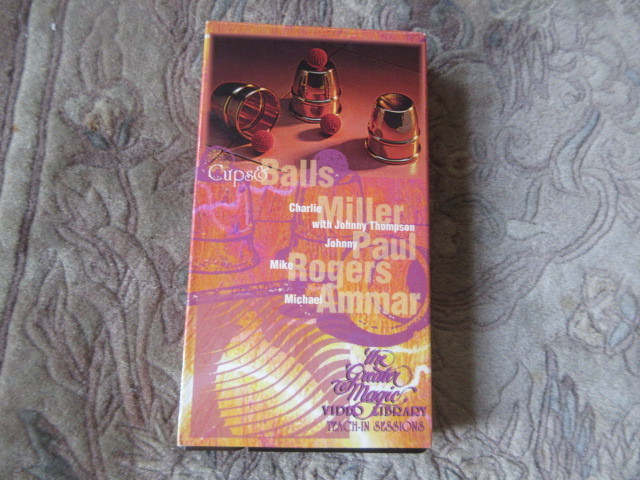 Cups& Balls
Charlie Miller
with Johnny Thompson
Johnny Paul
Mike Rogers
Michael Ammar
The
Greater
Magic
VIDEO LIBRARY
TEACH-IN SESSIONS